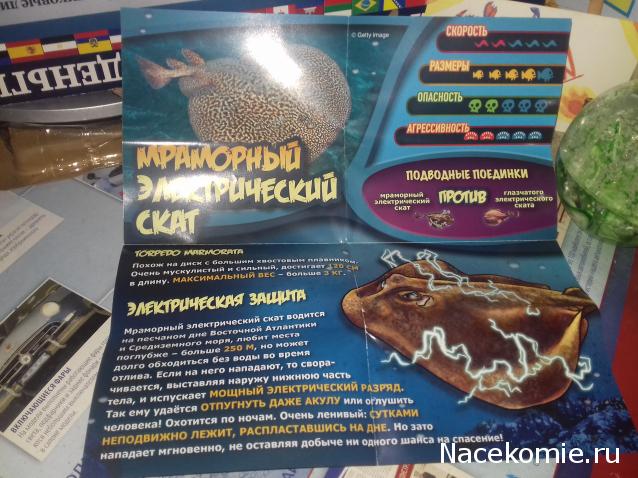 ДЕНЬГИ
© Getty Image
СКОРОСТЬ
РАЗМЕРЫ
ОПАСНОСТЬ
АГРЕССИВНОСТЬ
МРАМОРНЫЙ
ЭЛЕКТРИЧЕСКИЙ
СКАТ
ПОДВОДНЫЕ ПОЕДИНКИ
мраморный
электрический
скат
ПРОТИВ
глазчатого
электрического
ската
TORPEDO MARMORATA
Похож на диск с большим хвостовым плавником.
Очень мускулистый и сильный, достигает 120 СМ
в длину. МАКСИМАЛЬНЫЙ ВЕС – больше 3 КГ.
ЭЛЕКТРИЧЕСКАЯ ЗАЩИТА
Мраморный электрический скат водится
на песчаном дне Восточной Атлантики
и Средиземного моря, любит места
поглубже – больше 250 М, но может
долго обходиться без воды во время
отлива. Если на него нападают, то свора-
чивается, выставляя наружу нижнюю часть
тела, и испускает МОЩНЫЙ ЭЛЕКТРИЧЕСКИЙ РАЗРЯД.
Так ему удаётся ОТПУГНУТЬ ДАЖЕ АКУЛУ или оглушить
человека! Охотится по ночам. Очень ленивый: СУТКАМИ
НЕПОДВИЖНО ЛЕЖИТ, РАСПЛАСТАВШИСЬ НА ДНЕ. Но зато
нападает мгновенно, не оставляя добыче ни одного шанса на спасение!
ВКЛЮЧАЮЩИЕСЯ ФАРЫ
Nacekomie.ru